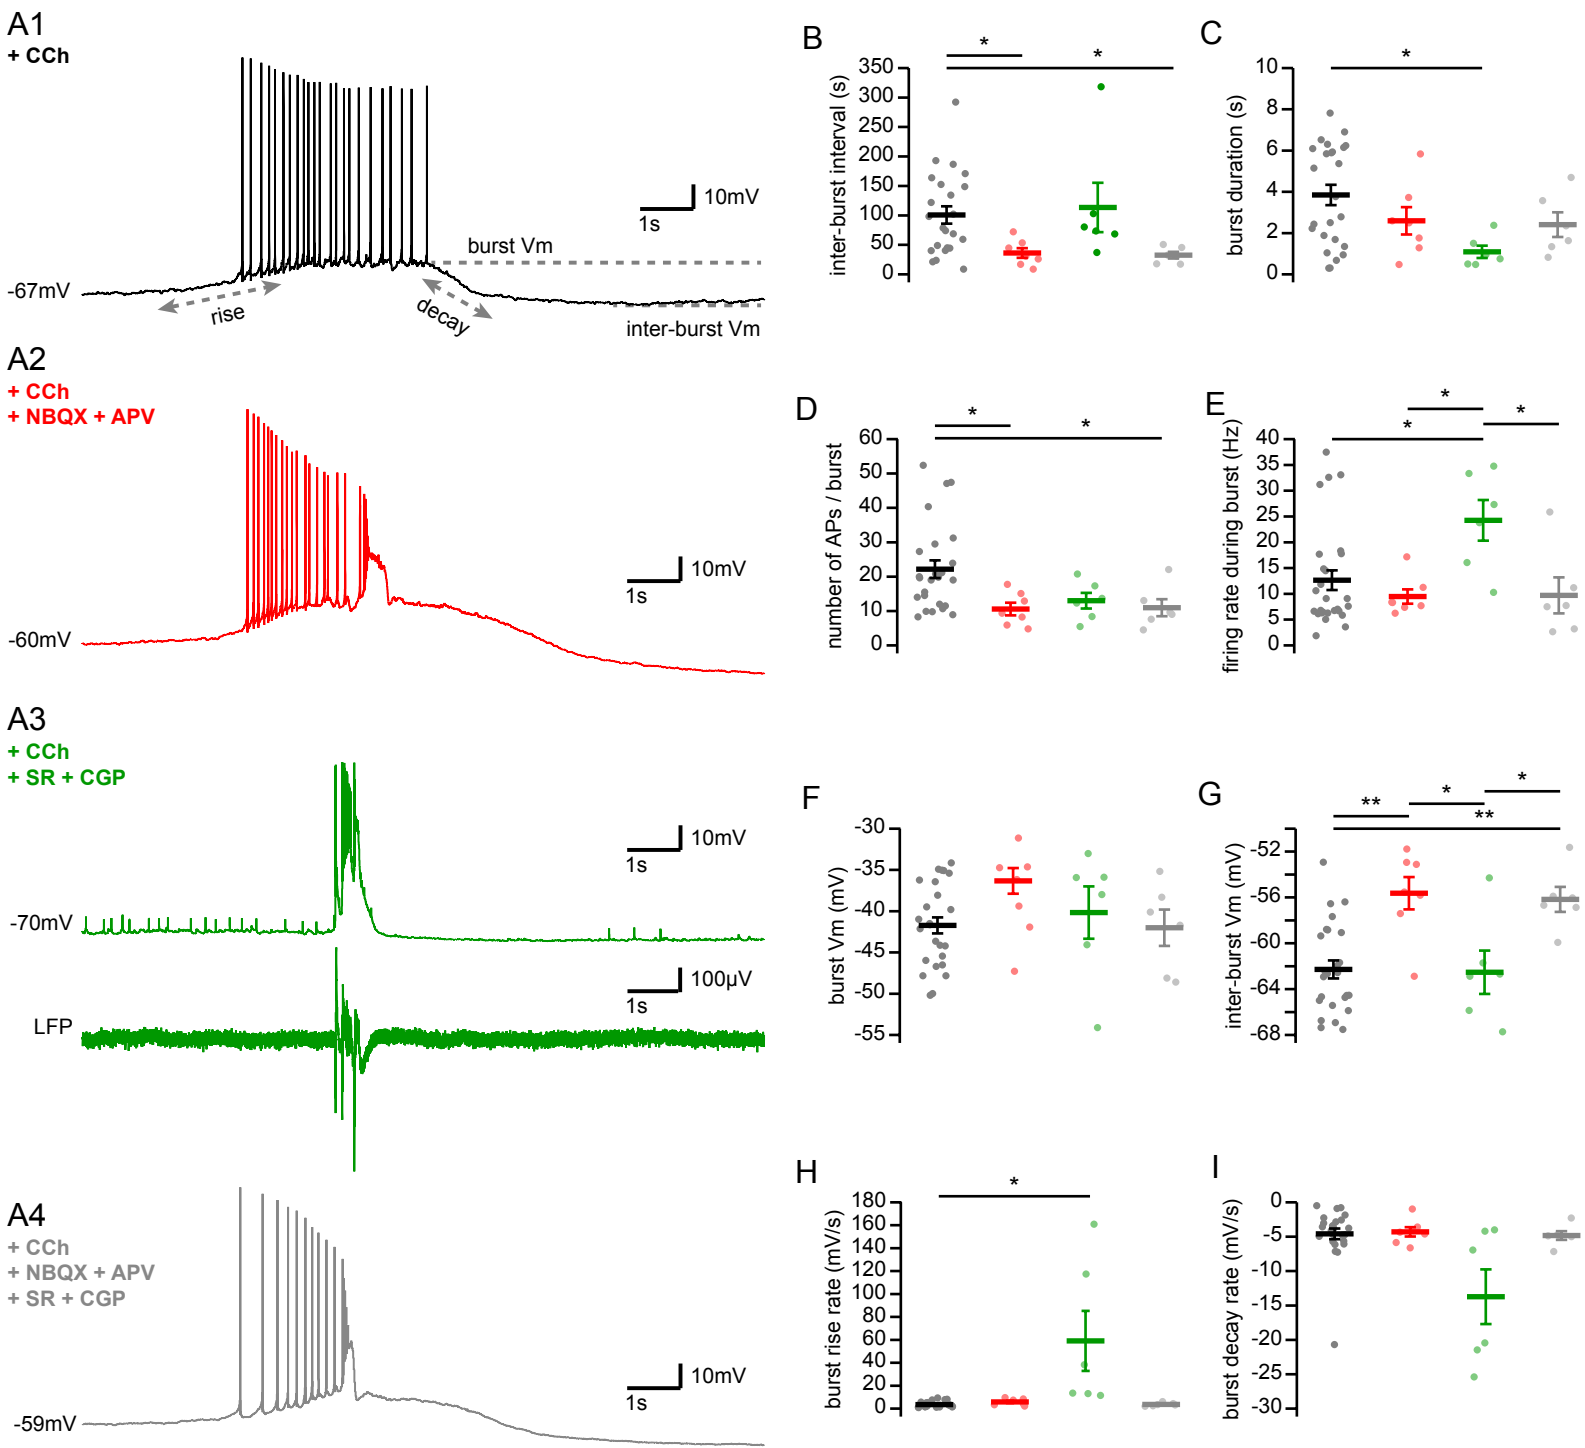 A1
+ CCh
10mV
1s
burst Vm
-67mV
rise
decay
inter-burst Vm
A2
+ CCh
+ NBQX + APV
10mV
1s
-60mV
A3
+ CCh
+ SR + CGP
10mV
1s
-70mV
100µV
1s
LFP
A4
+ CCh
+ NBQX + APV
+ SR + CGP
10mV
1s
-59mV
B
* *
inter-burst interval (s)
350
300
250
200
150
100
50
0
C
*
burst duration (s)
10
8
6
4
2
0
D
* *
number of APs / burst
60
50
40
30
20
10
0
E
* * *
firing rate during burst (Hz)
40
35
30
25
20
15
10
5
0
F
burst Vm (mV)
-30
-35
-40
-45
-50
-55
G
** * * **
inter-burst Vm (mV)
-52
-56
-60
-64
-68
H
*
burst rise rate (mV/s)
180
160
140
120
100
80
60
40
20
0
I
burst decay rate (mV/s)
0
-5
-10
-15
-20
-25
-30